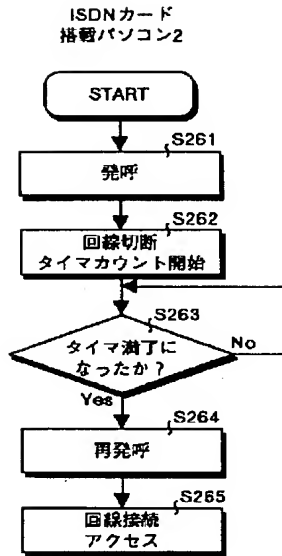 ISDNカード
搭載パソコン2
START
S261
発呼
S262
回線切断
タイマカウント開始
S263
タイマ満了に
なったか?
No
Yes
S264
再発呼
S265
回線接続
アクセス